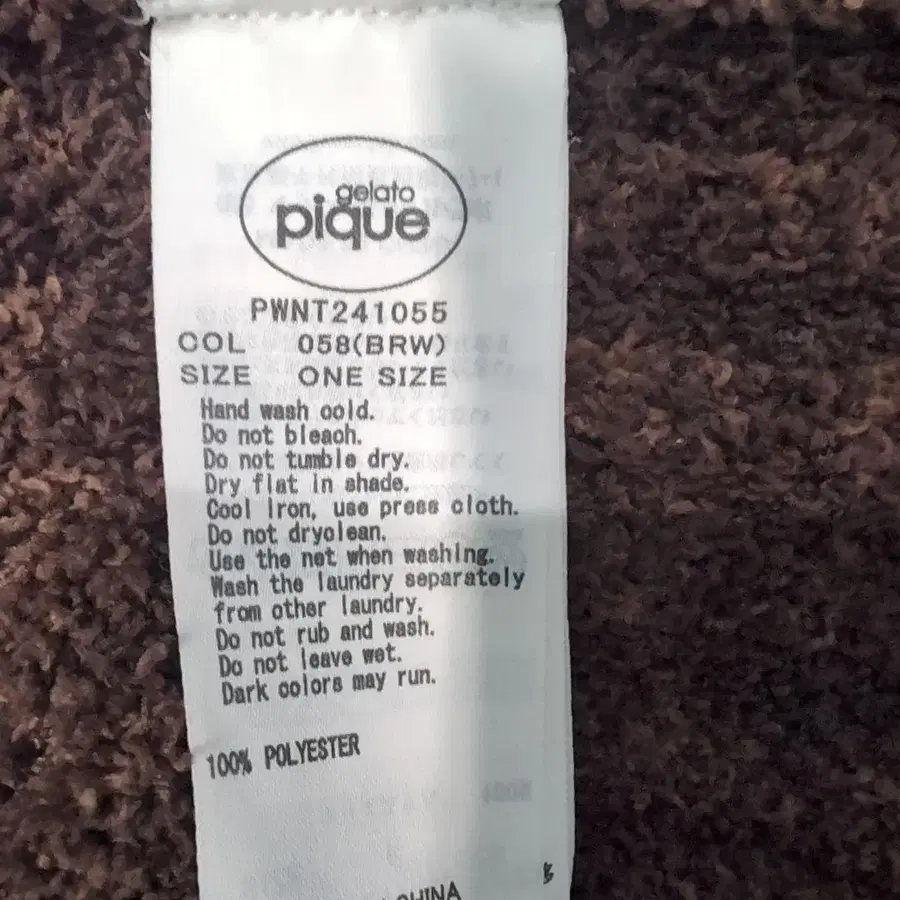 gelato
pique
PWNT241055
COL 058(BRW)
SIZE ONE SIZE
Hand wash cold.
Do not bleach.
Do not tumble dry.
Dry flat in shade.
Cool iron, use press cloth.
Do not dryclean.
Use the net when washing.
Wash the laundry separately
from other laundry.
Do not rub and wash.
Do not leave wet.
Dark colors may run.
100% POLYESTER
CHINA